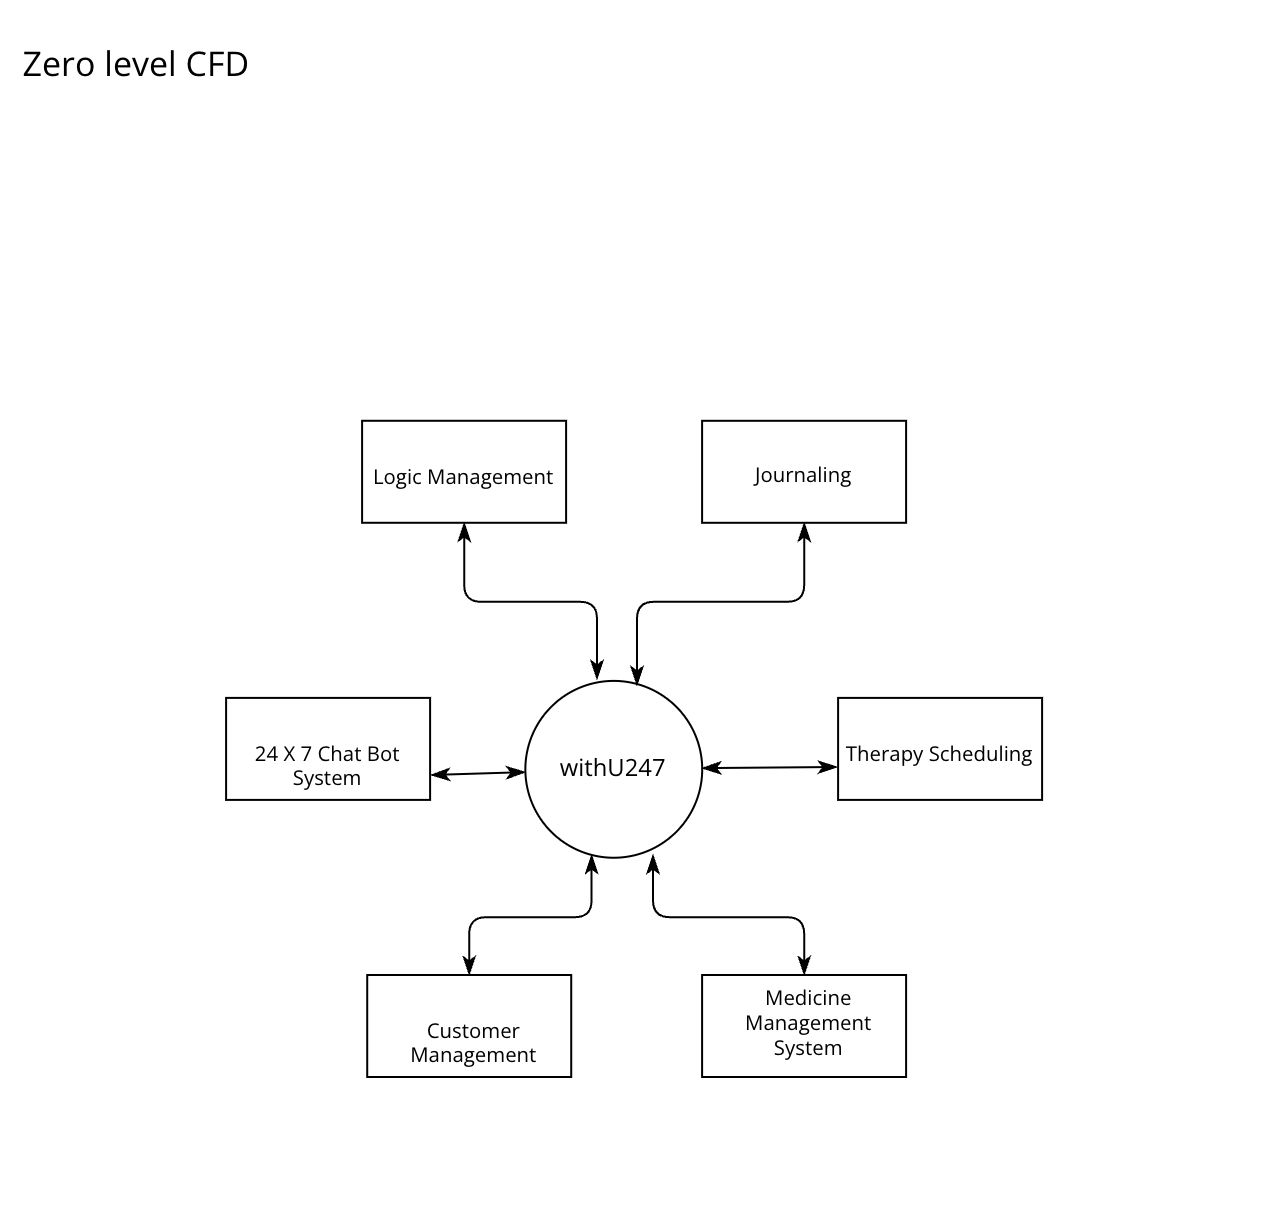 Zero level CFD
Logic Management
Journaling
24 X 7 Chat Bot
System
withU247
Therapy Scheduling
Customer
Management
Medicine
Management
System